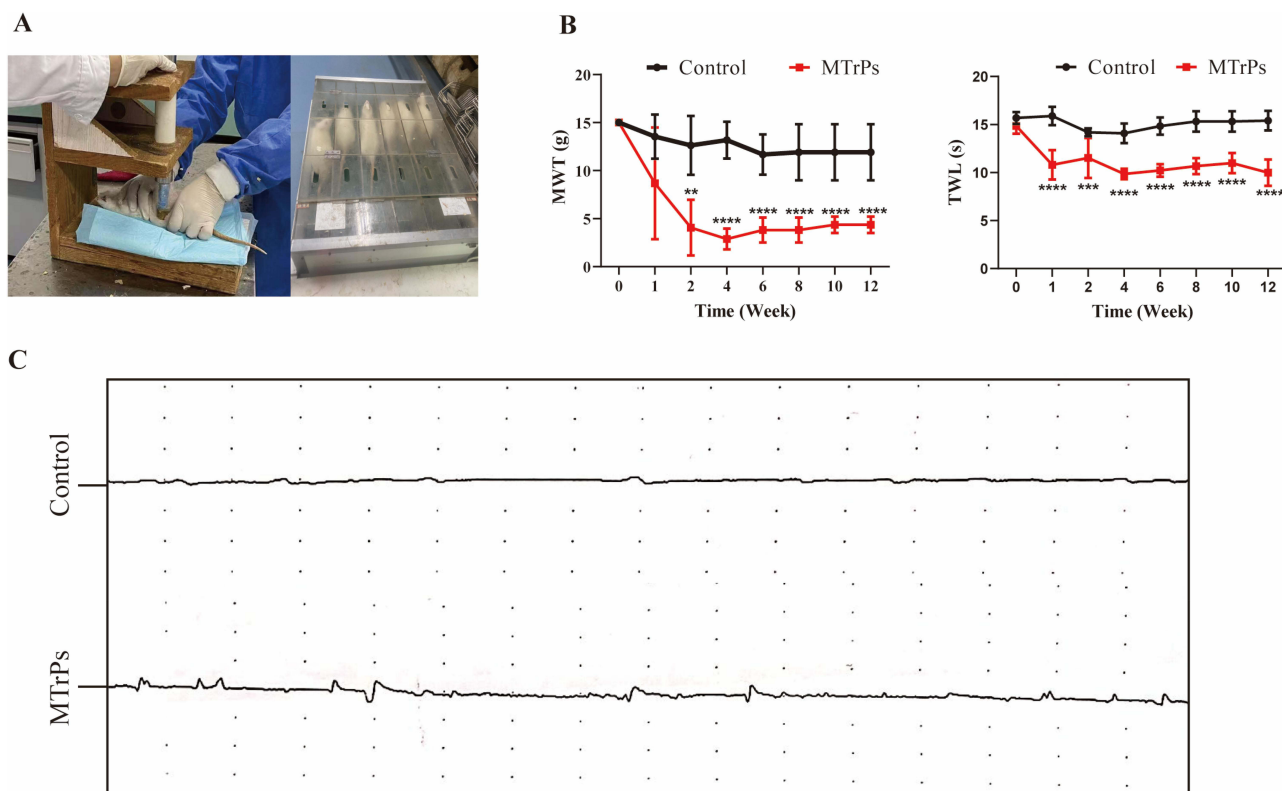 A
B
Control MTrPs
MWT (g)
20
15
10
5
0
**
**** **** **** **** ****
0 1 2 4 6 8 10 12
Time (Week)
Control MTrPs
TWL (s)
20
15
10
5
0
**** *** **** **** **** **** ****
0 1 2 4 6 8 10 12
Time (Week)
C
Control
MTrPs